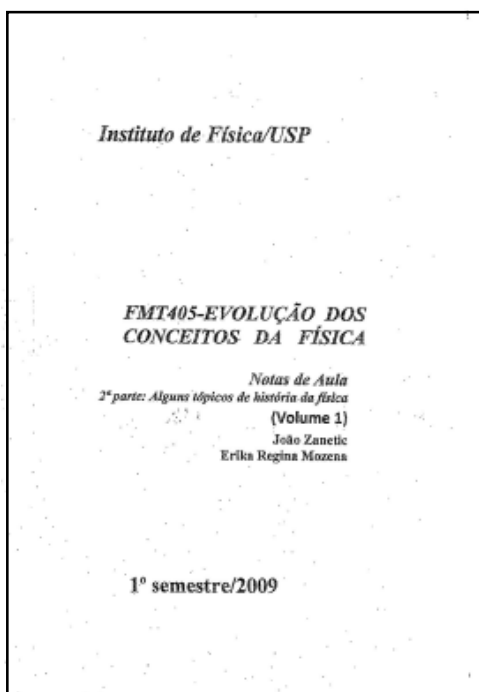 Instituto de Física/USP
FMT405-EVOLUÇÃO DOS
CONCEITOS DA FÍSICA
Notas de Aula
2ª parte: Alguns tópicos de história da física
(Volume 1)
João Zanetic
Erika Regina Mozena
1º semestre/2009